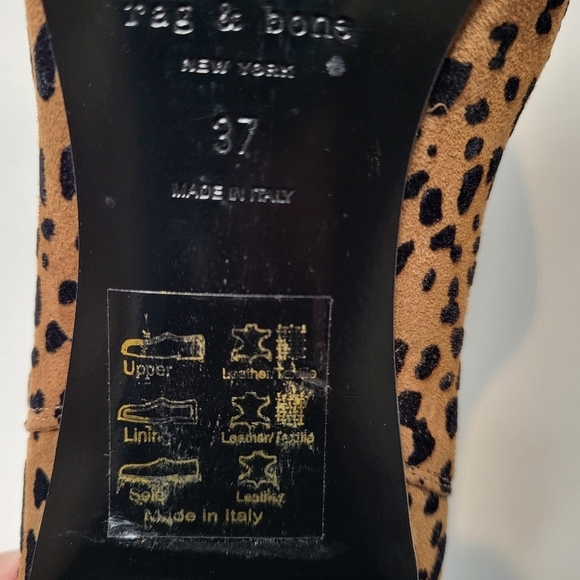 rag & bone
NEW YORK
37
MADE IN ITALY
Upper Leather/Textile
Lining Leather/Textile
Sole Leather
Made in Italy